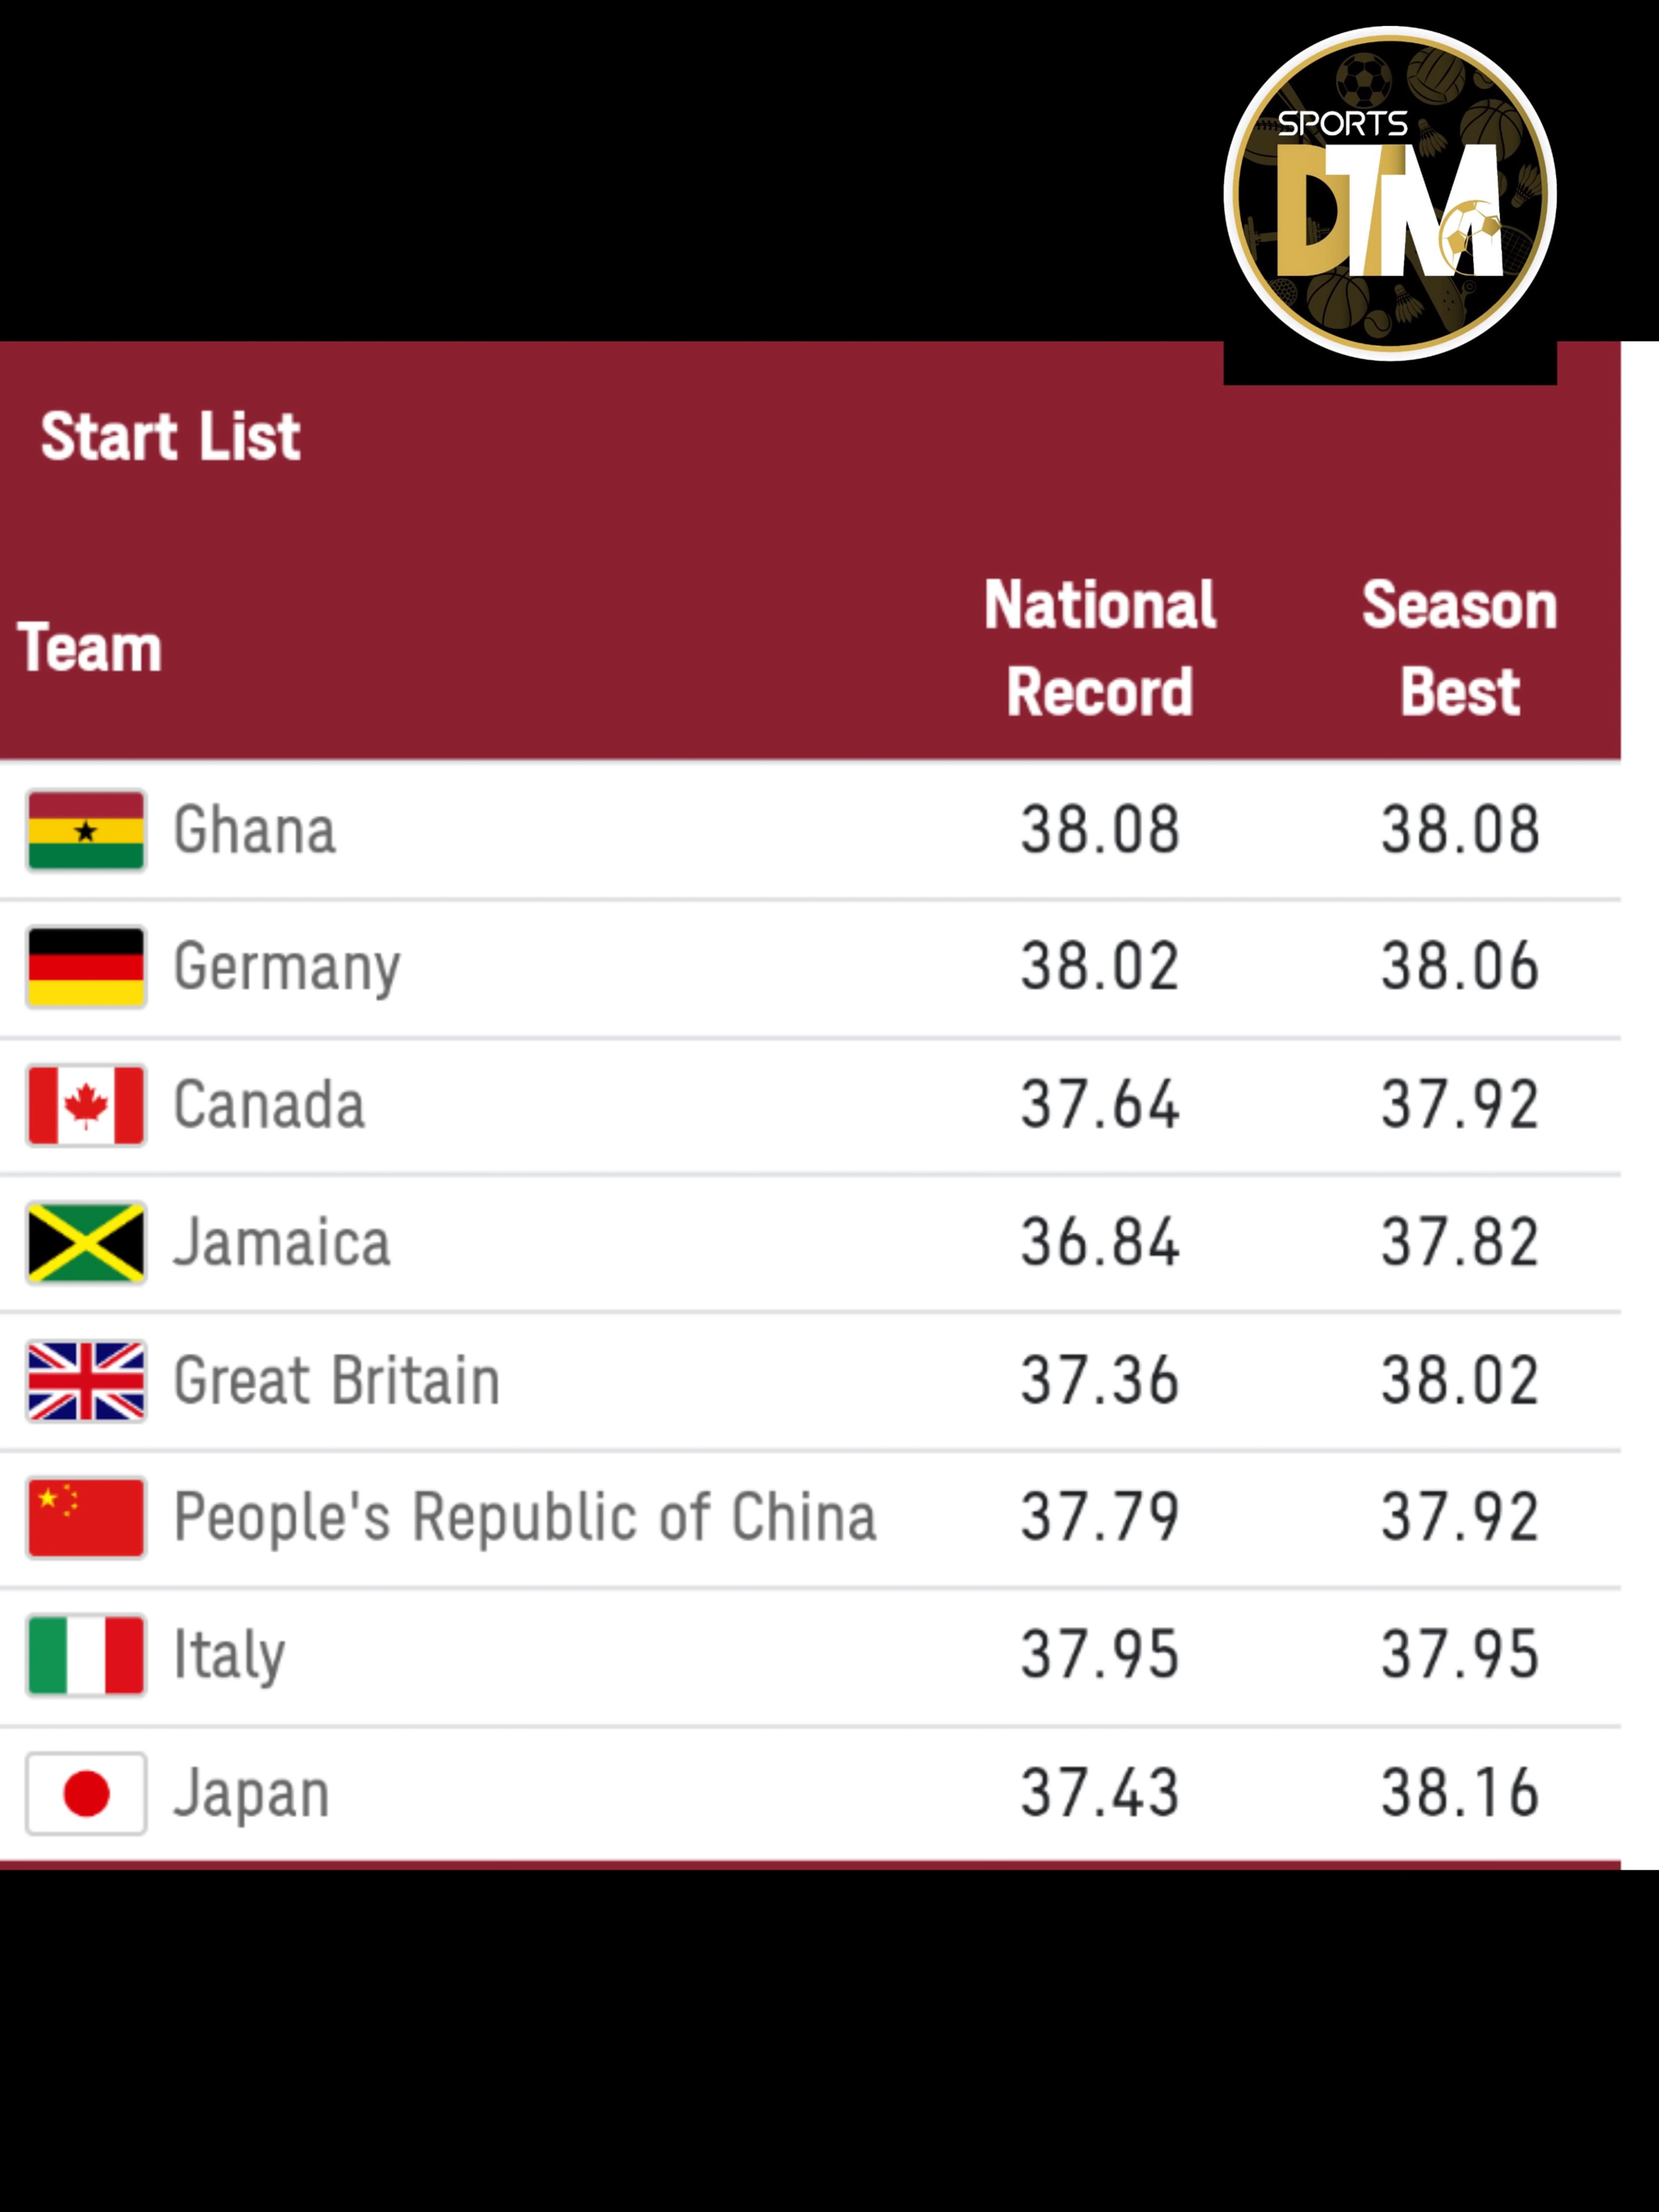 SPORTS
DTM
Start List
Team National Record Season Best
Ghana 38.08 38.08
Germany 38.02 38.06
Canada 37.64 37.92
Jamaica 36.84 37.82
Great Britain 37.36 38.02
People's Republic of China 37.79 37.92
Italy 37.95 37.95
Japan 37.43 38.16